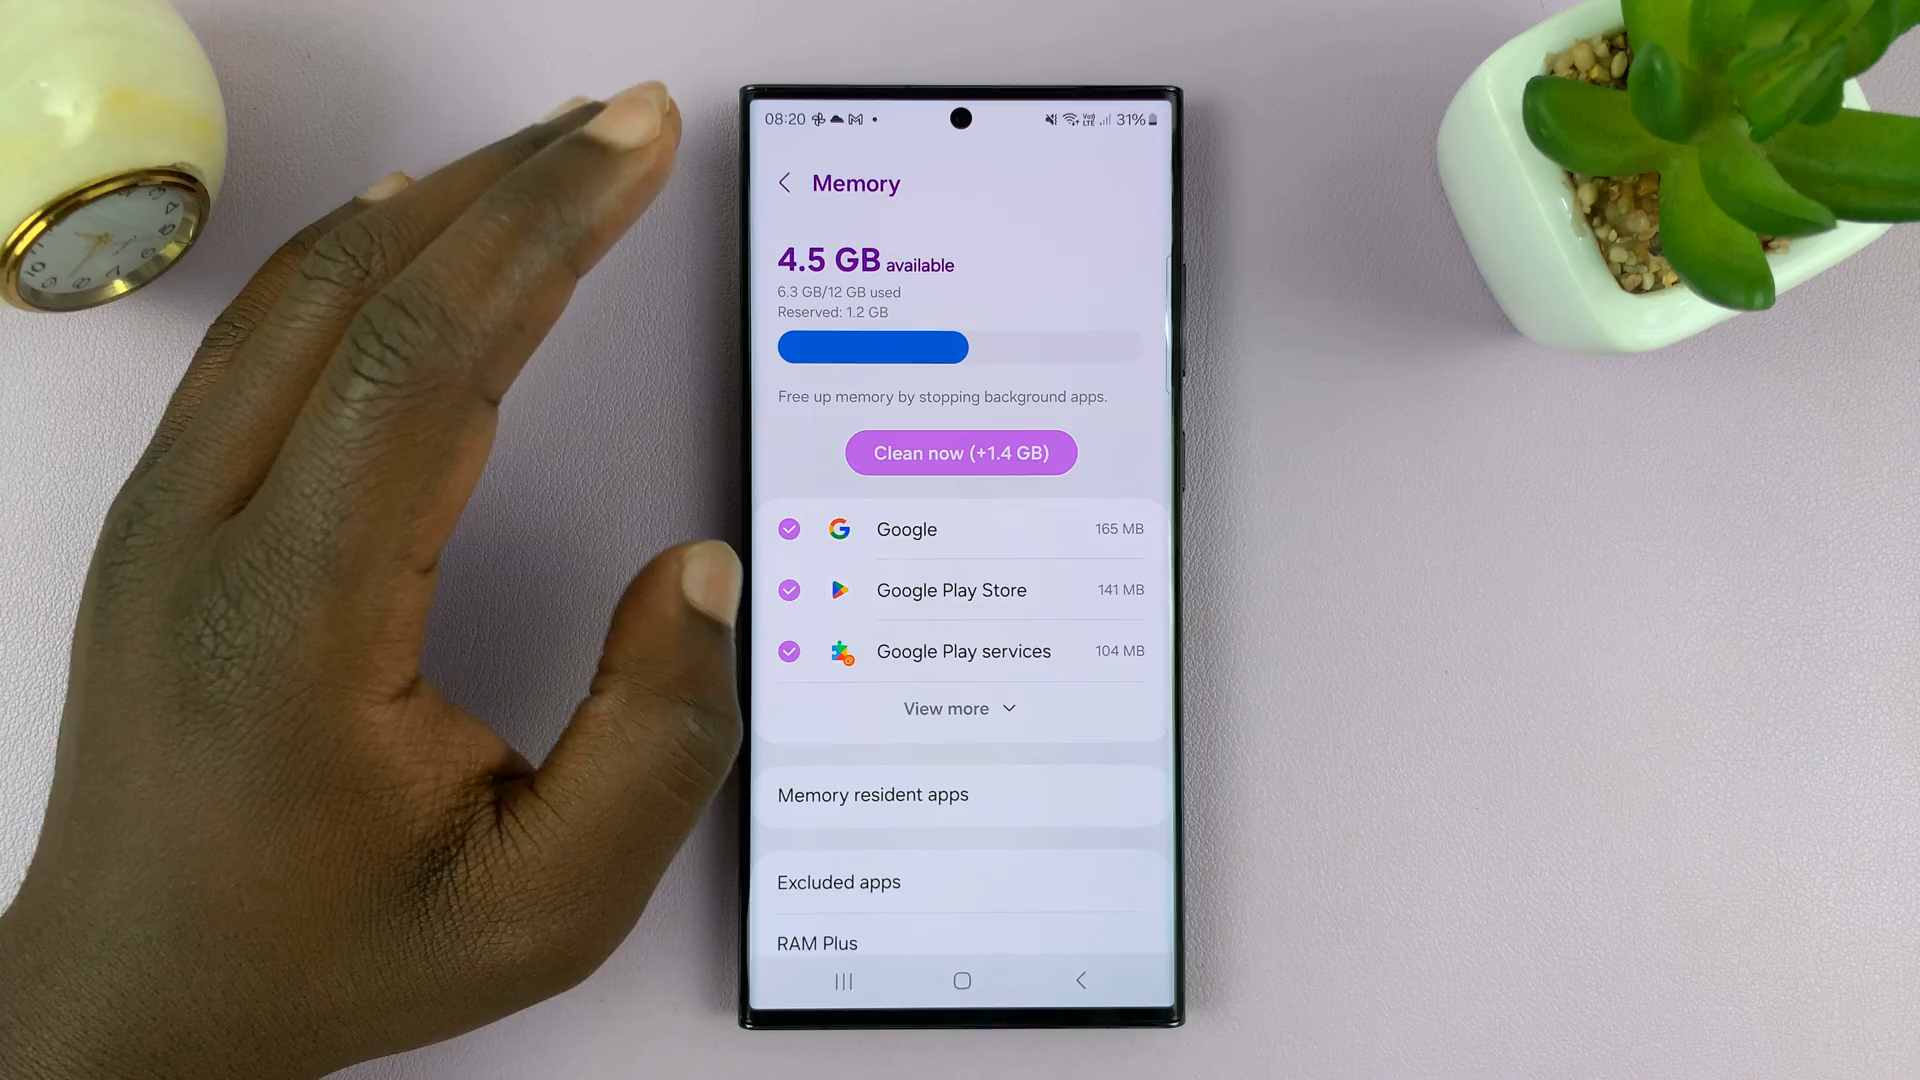 08:20 31%
Memory
4.5 GB available
6.3 GB/12 GB used
Reserved: 1.2 GB
Free up memory by stopping background apps.
Clean now (+1.4 GB)
Google 165 MB
Google Play Store 141 MB
Google Play services 104 MB
View more
Memory resident apps
Excluded apps
RAM Plus